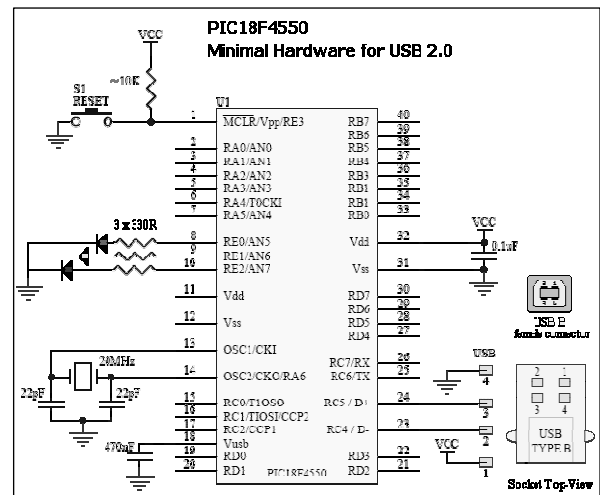 PIC18F4550
Minimal Hardware for USB 2.0
VCC
~10K
S1
RESET
U1
1 MCLR/Vpp/RE3 RB7 40
RB6 39
2 RA0/AN0 RB5 38
3 RA1/AN1 RB4 37
4 RA2/AN2 RB3 36
5 RA3/AN3 35
6 RA4/T0CKI RB1 34
7 RA5/AN4 RB0 33
3 x 330R
VCC
8 RE0/AN5 Vdd 32
9 RE1/AN6
10 RE2/AN7 Vss 31
0.1uF
11 Vdd RD7 30
RD6 29
12 Vss RD5 28
RD4 27
USB B
female connector
13 OSC1/CKI
20MHz
RC7/RX 26
14 OSC2/CKO/RA6 RC6/TX 25
USB
4
22pF 22pF
15 RC0/T1OSO RC5 / D+ 24
3
16 RC1/TIOSI/CCP2
17 RC2/CCP1 RC4 / D- 23
2
18 Vusb
470nF
19 RD0 RD3 22
20 RD1 RD2 21
PIC18F4550
VCC
1
2 1
3 4
USB
TYPE B
Socket Top-View